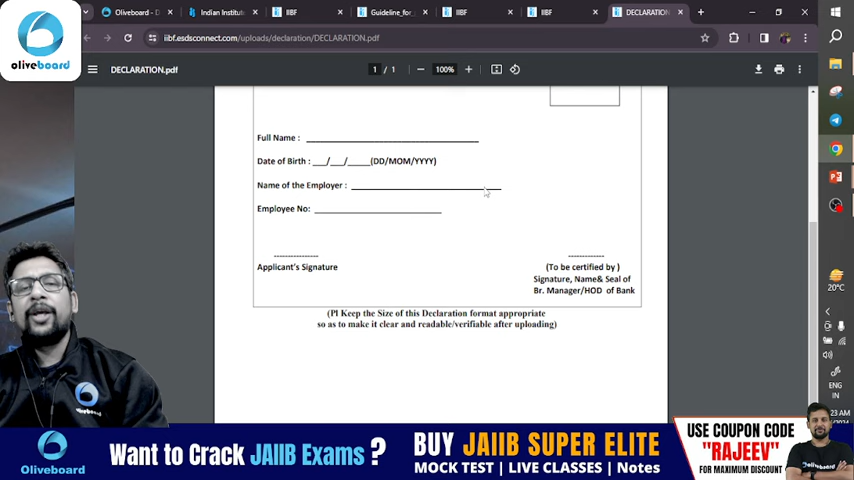 Oliveboard - D
Indian Institut
IIBF
Guideline_for_
IIBF
IIBF
DECLARATION
iibf.esdsconnect.com/uploads/declaration/DECLARATION.pdf
oliveboard
DECLARATION.pdf
1 / 1
100%
Full Name :
Date of Birth : ___/___/_____(DD/MOM/YYYY)
Name of the Employer :
Employee No:
Applicant's Signature
(To be certified by )
Signature, Name& Seal of
Br. Manager/HOD of Bank
(Pl Keep the Size of this Declaration format appropriate
so as to make it clear and readable/verifiable after uploading)
20°C
ENG
IN
23 AM
Oliveboard
Want to Crack JAIIB Exams ?
BUY JAIIB SUPER ELITE
MOCK TEST | LIVE CLASSES | Notes
USE COUPON CODE
"RAJEEV"
FOR MAXIMUM DISCOUNT